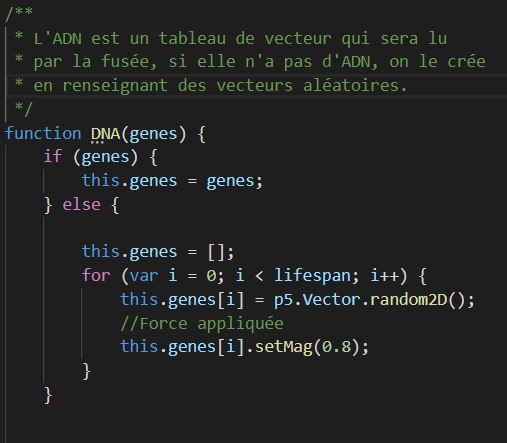 /**
 * L'ADN est un tableau de vecteur qui sera lu
 * par la fusée, si elle n'a pas d'ADN, on le crée
 * en renseignant des vecteurs aléatoires.
 */
function DNA(genes) {
    if (genes) {
        this.genes = genes;
    } else {

        this.genes = [];
        for (var i = 0; i < lifespan; i++) {
            this.genes[i] = p5.Vector.random2D();
            //Force appliquée
            this.genes[i].setMag(0.8);
        }
    }